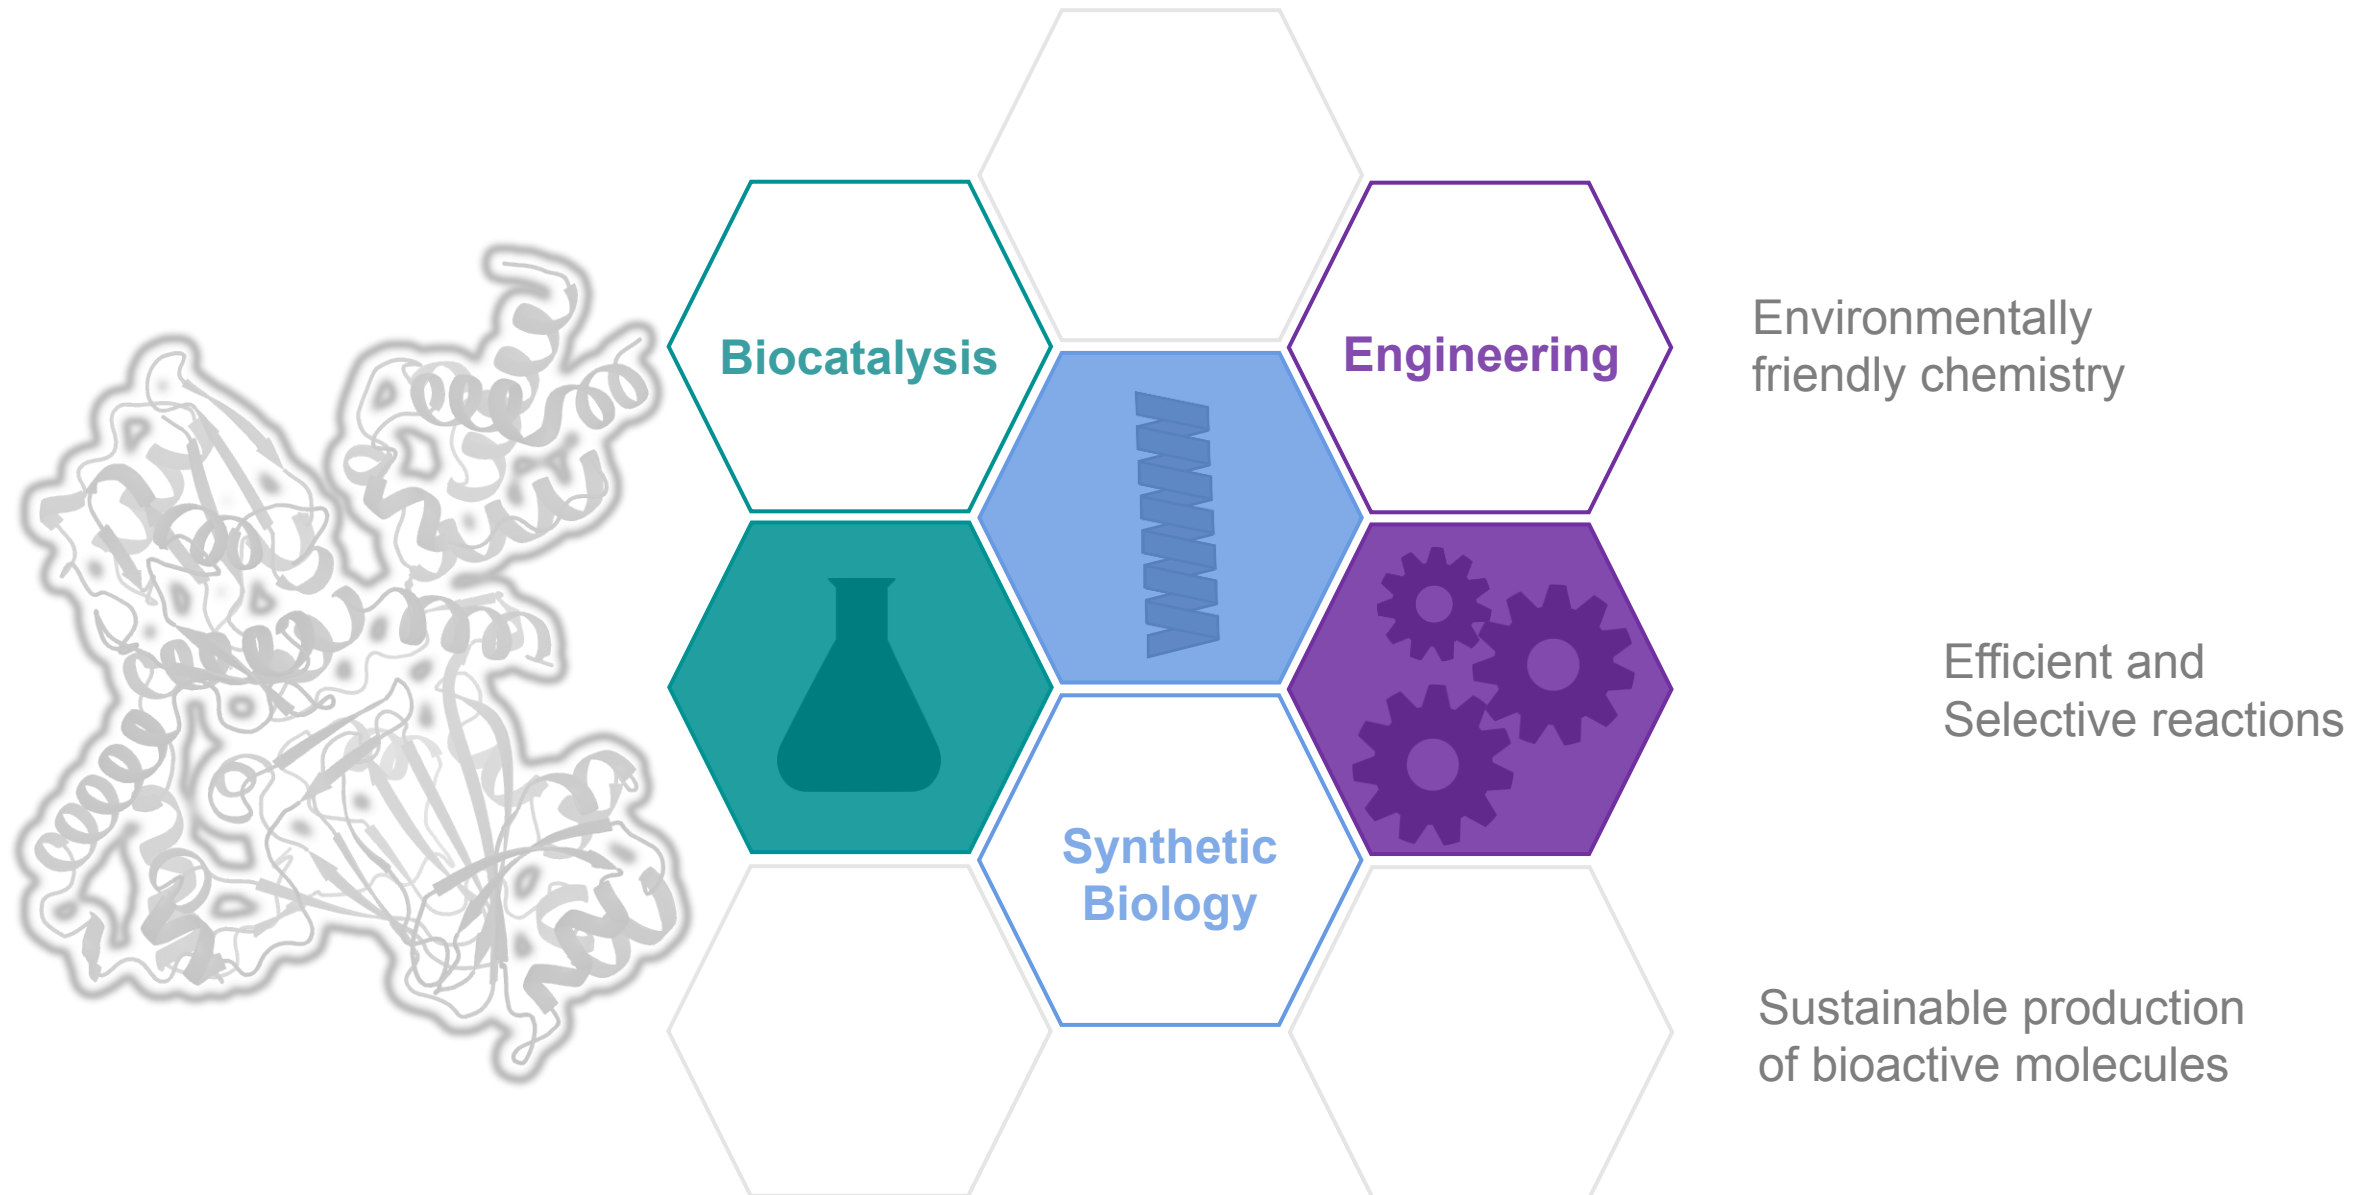 Biocatalysis
Engineering
Synthetic
Biology
Environmentally
friendly chemistry
Efficient and
Selective reactions
Sustainable production
of bioactive molecules